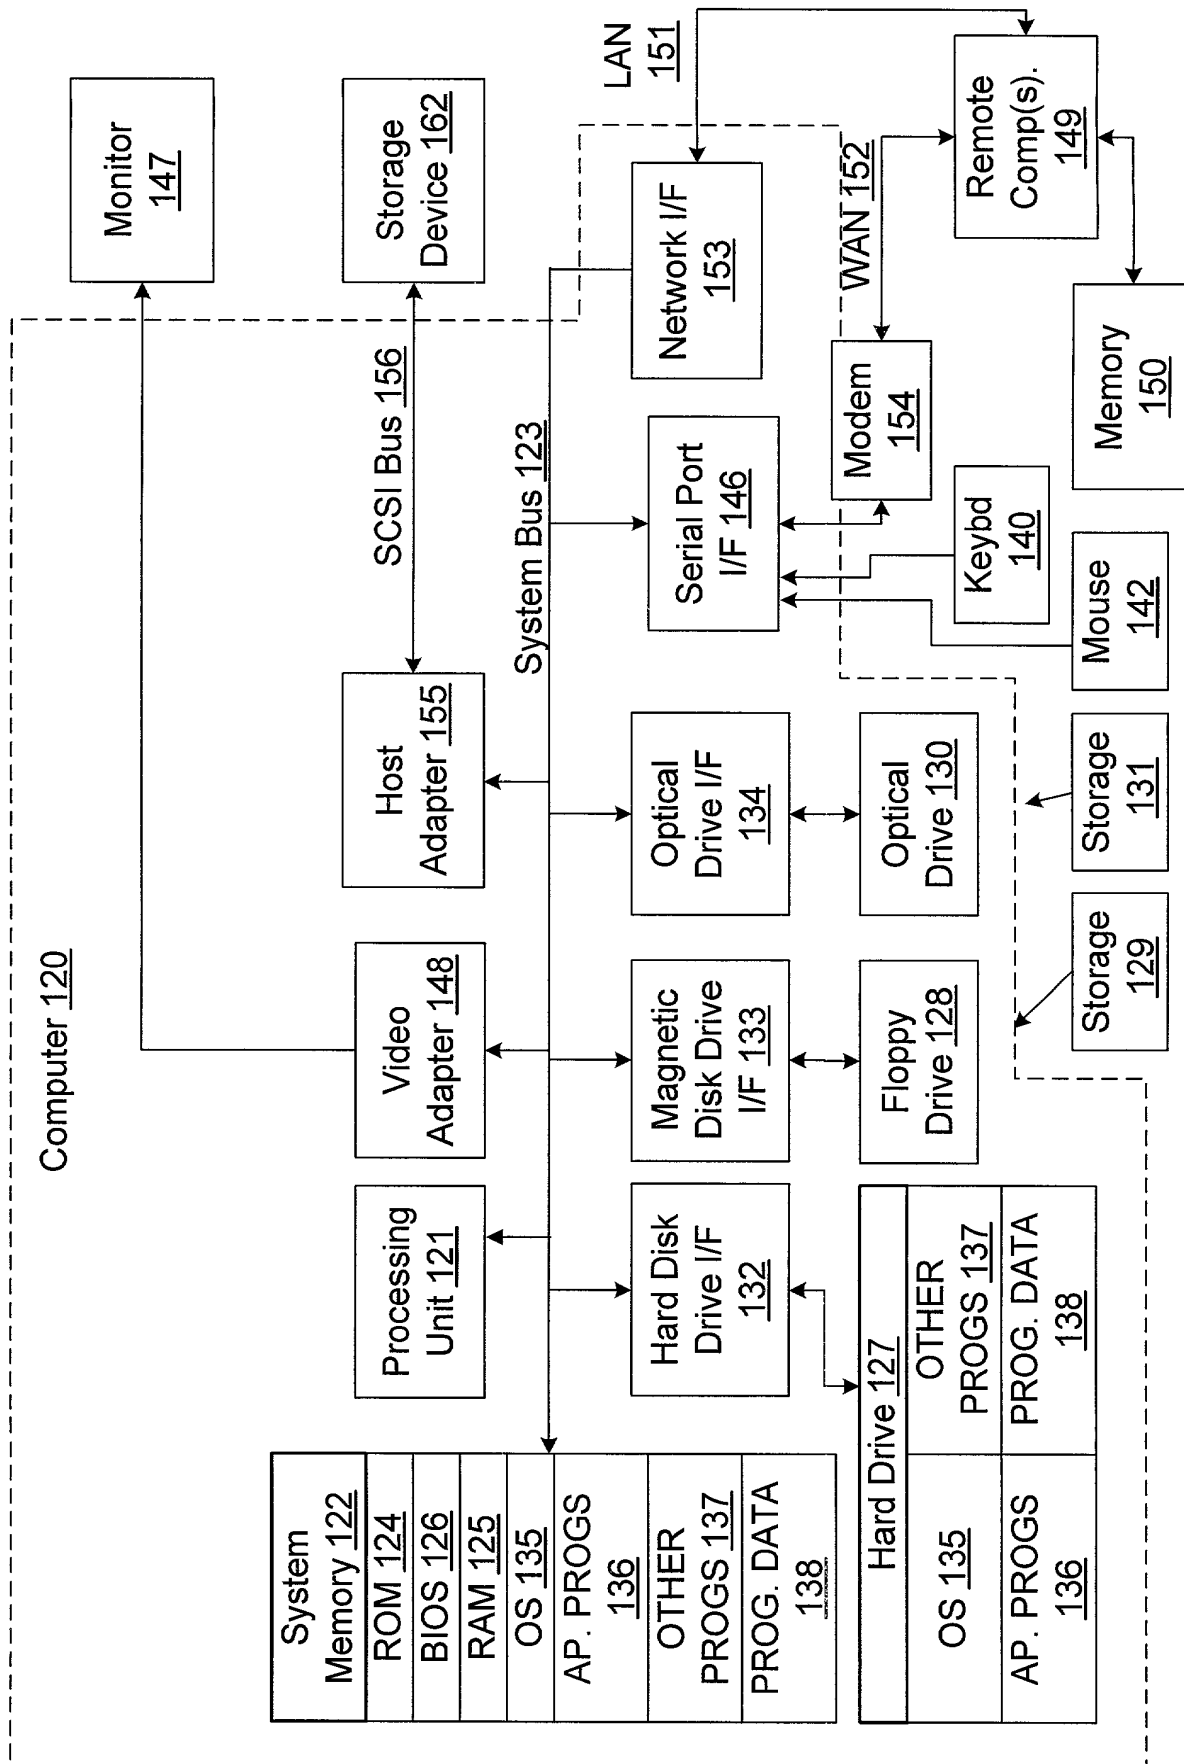 Computer 120
Monitor
147
Storage
Device 162
SCSI Bus 156
Processing
Unit 121
Video
Adapter 148
Host
Adapter 155
System Bus 123
System
Memory 122
ROM 124
BIOS 126
RAM 125
OS 135
AP. PROGS
136
OTHER
PROGS 137
PROG. DATA
138
Hard Disk
Drive I/F
132
Magnetic
Disk Drive
I/F 133
Optical
Drive I/F
134
Serial Port
I/F 146
Network I/F
153
LAN
151
Hard Drive 127
OS 135
OTHER
PROGS 137
AP. PROGS
136
PROG. DATA
138
Floppy
Drive 128
Optical
Drive 130
Modem
154
WAN 152
Remote
Comp(s).
149
Keybd
140
Storage
129
Storage
131
Mouse
142
Memory
150